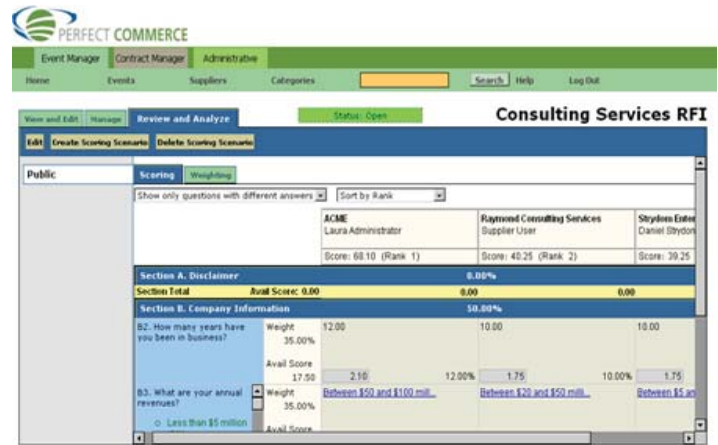 PERFECT COMMERCE
Event Manager Contract Manager Administrative
Home Events Suppliers Categories Search Help Log Out
View and Edit Manage Review and Analyze Status: Open Consulting Services RFI
Edit Create Scoring Scenario Delete Scoring Scenario
Public Scoring Weighting
Show only questions with different answers Sort by Rank
ACME Raymond Consulting Services Strydom Enter
Laura Administrator Supplier User Daniel Strydon
Score: 68.10 (Rank 1) Score: 40.25 (Rank 2) Score: 39.25
Section A. Disclaimer 0.00%
Section Total Avail Score: 0.00 0.00 0.00
Section B. Company Information 50.00%
B2. How many years have Weight 12.00 10.00 10.00
you been in business? 35.00%
Avail Score
17.50 2.10 12.00% 1.75 10.00% 1.75
B3. What are your annual Weight Between $50 and $100 mill... Between $20 and $50 milli... Between $5 an
revenues? 35.00%
Less than $5 million
Avail Score